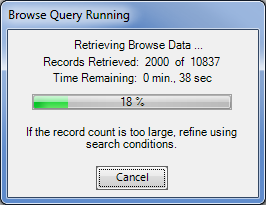 Browse Query Running
Retrieving Browse Data ...
Records Retrieved: 2000 of 10837
Time Remaining: 0 min., 38 sec
18 %
If the record count is too large, refine using
search conditions.
Cancel